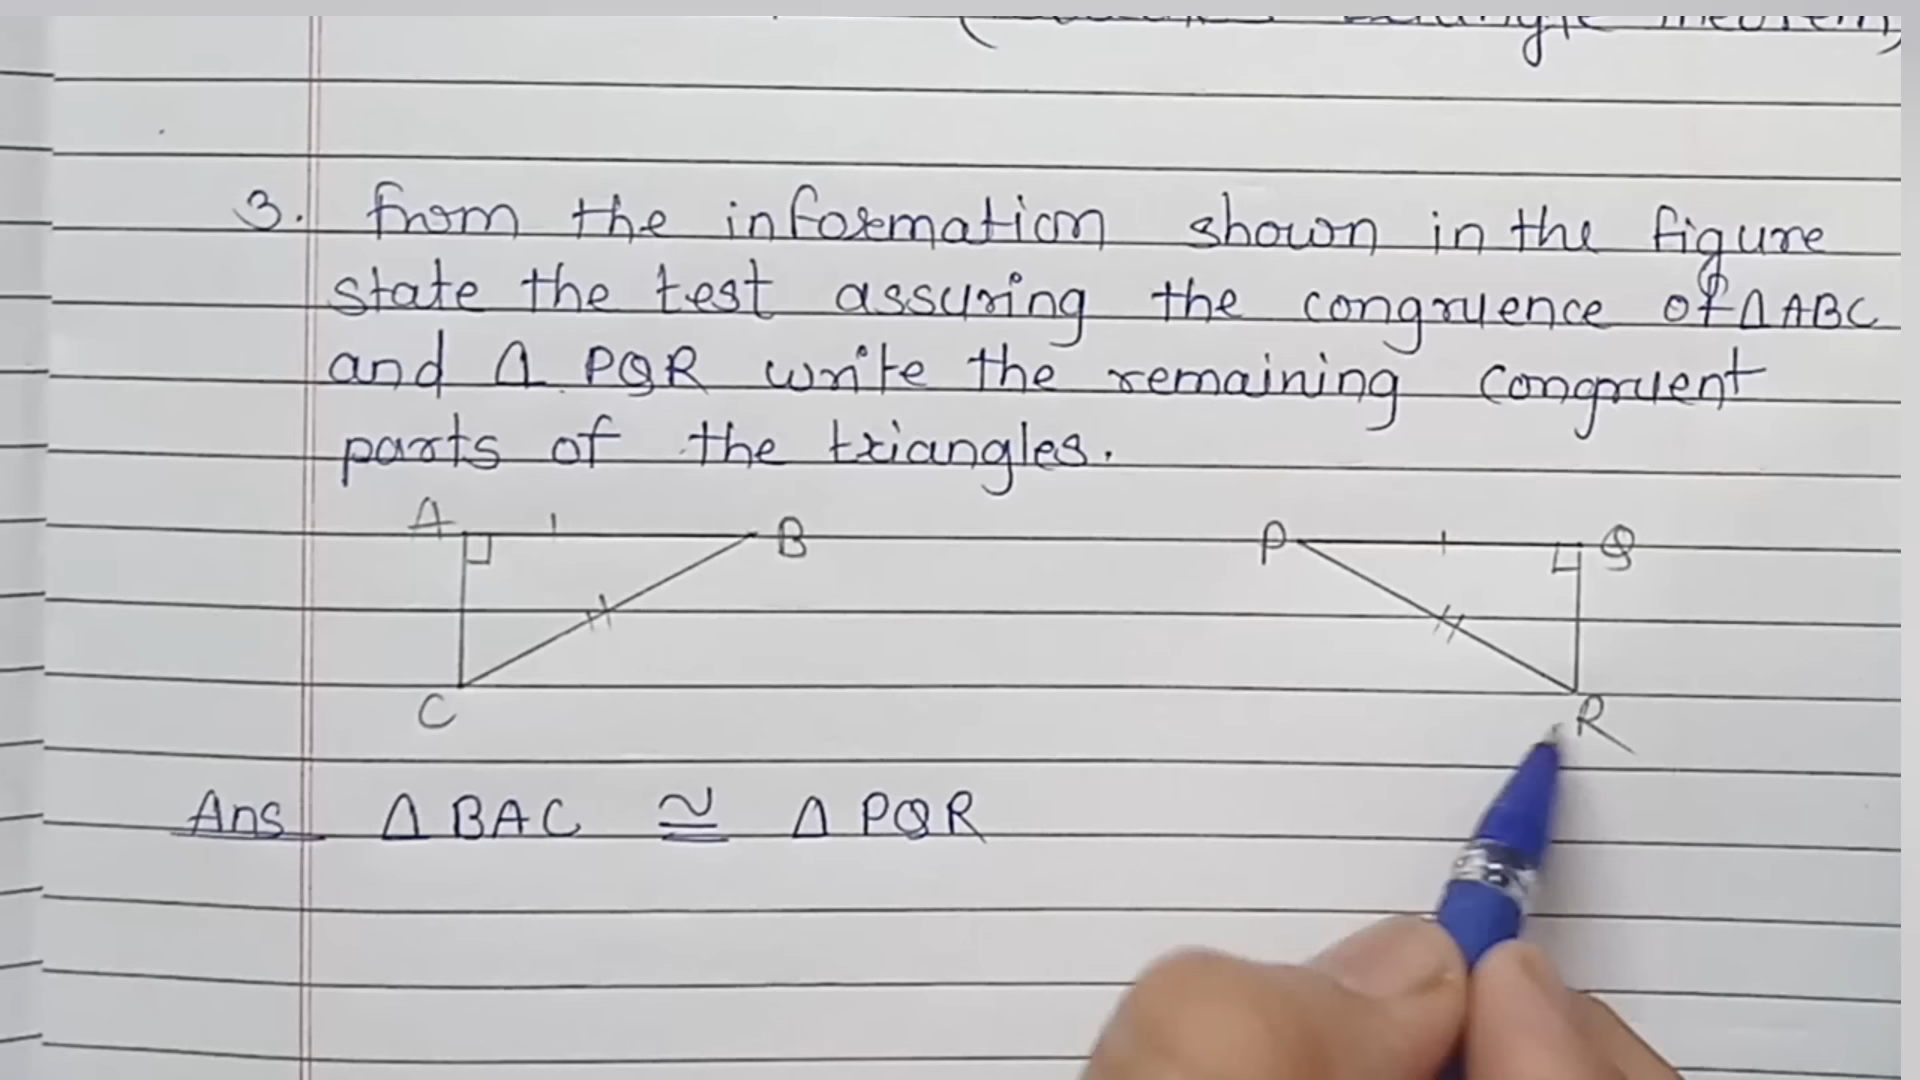 theorem)
3. from the information shown in the figure
state the test assuring the congruence of Δ ABC
and Δ PQR write the remaining congruent
parts of the triangles.
A B P Q
C R
Ans Δ BAC ≅ Δ PQR